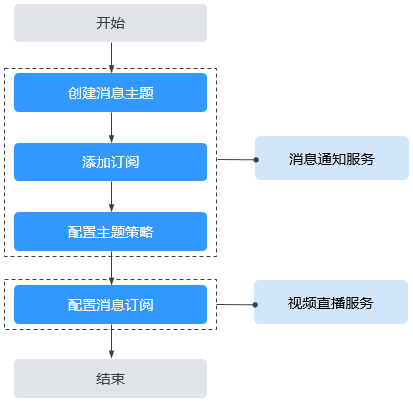 开始
创建消息主题
添加订阅
消息通知服务
配置主题策略
配置消息订阅
视频直播服务
结束